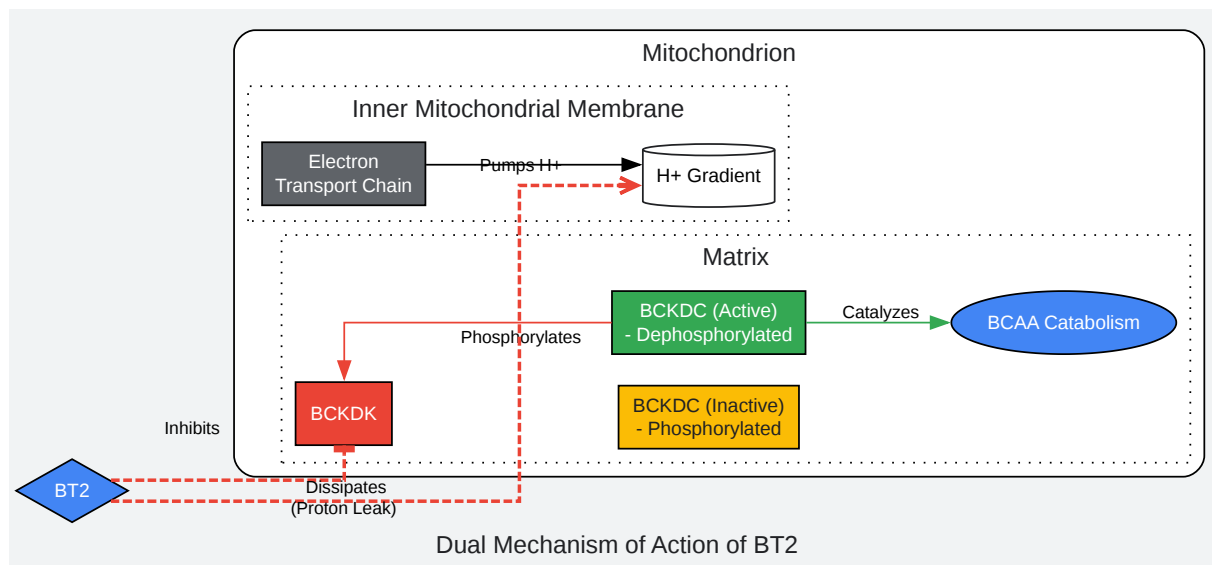 Mitochondrion
Inner Mitochondrial Membrane
Electron
Transport Chain
Pumps H+
H+ Gradient
Matrix
BCKDC (Active)
- Dephosphorylated
Catalyzes
BCAA Catabolism
Phosphorylates
BCKDK
BCKDC (Inactive)
- Phosphorylated
Inhibits
BT2
Dissipates
(Proton Leak)
Dual Mechanism of Action of BT2